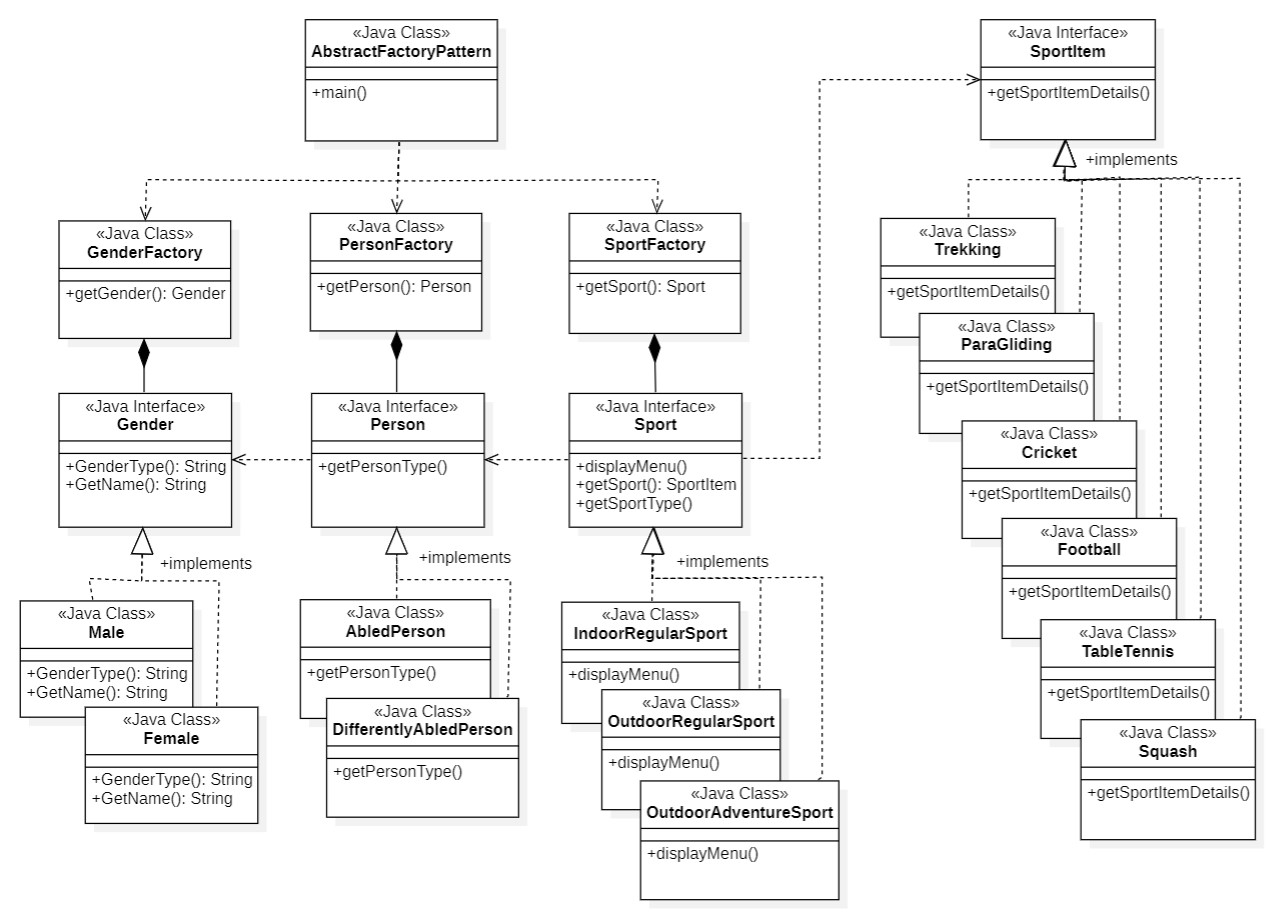 «Java Class»
AbstractFactoryPattern
+main()
«Java Interface»
SportItem
+getSportItemDetails()
+implements
«Java Class»
GenderFactory
+getGender(): Gender
«Java Class»
PersonFactory
+getPerson(): Person
«Java Class»
SportFactory
+getSport(): Sport
«Java Interface»
Gender
+GenderType(): String
+GetName(): String
«Java Interface»
Person
+getPersonType()
«Java Interface»
Sport
+displayMenu()
+getSport(): SportItem
+getSportType()
+implements
+implements
+implements
«Java Class»
Male
+GenderType(): String
+GetName(): String
«Java Class»
Female
+GenderType(): String
+GetName(): String
«Java Class»
AbledPerson
+getPersonType()
«Java Class»
DifferentlyAbledPerson
+getPersonType()
«Java Class»
IndoorRegularSport
+displayMenu()
«Java Class»
OutdoorRegularSport
+displayMenu()
«Java Class»
OutdoorAdventureSport
+displayMenu()
«Java Class»
Trekking
+getSportItemDetails()
«Java Class»
ParaGliding
+getSportItemDetails()
«Java Class»
Cricket
+getSportItemDetails()
«Java Class»
Football
+getSportItemDetails()
«Java Class»
TableTennis
+getSportItemDetails()
«Java Class»
Squash
+getSportItemDetails()